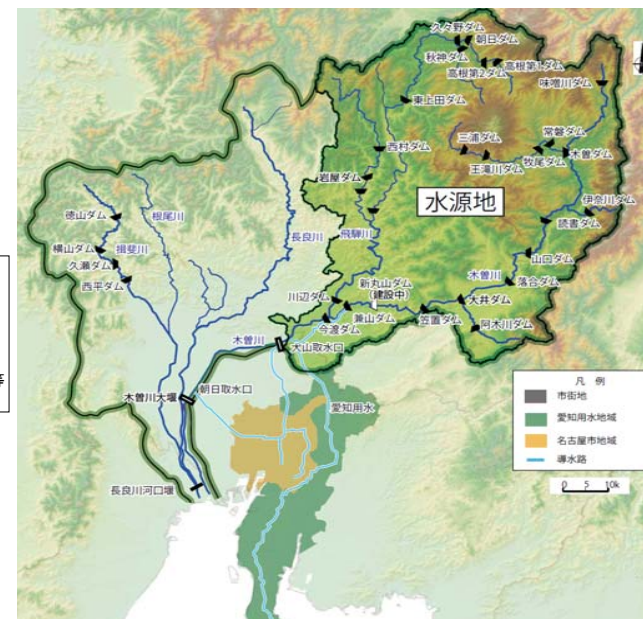 久々野ダム
朝日ダム
秋神ダム
高根第1ダム
高根第2ダム
味噌川ダム
東上田ダム
三浦ダム
常磐ダム
西村ダム
王滝川ダム
牧尾ダム
木曽ダム
岩屋ダム
水源地
伊奈川ダム
徳山ダム
根尾川
長良川
飛騨川
読書ダム
横山ダム
揖斐川
山口ダム
久瀬ダム
新丸山ダム
(建設中)
木曽川
落合ダム
西平ダム
川辺ダム
兼山ダム
大井ダム
今渡ダム
笠置ダム
阿木川ダム
木曽川
犬山取水口
等
木曽川大堰
朝日取水口
愛知用水
長良川河口堰
凡 例
市街地
愛知用水地域
名古屋市地域
導水路
0 5 10k